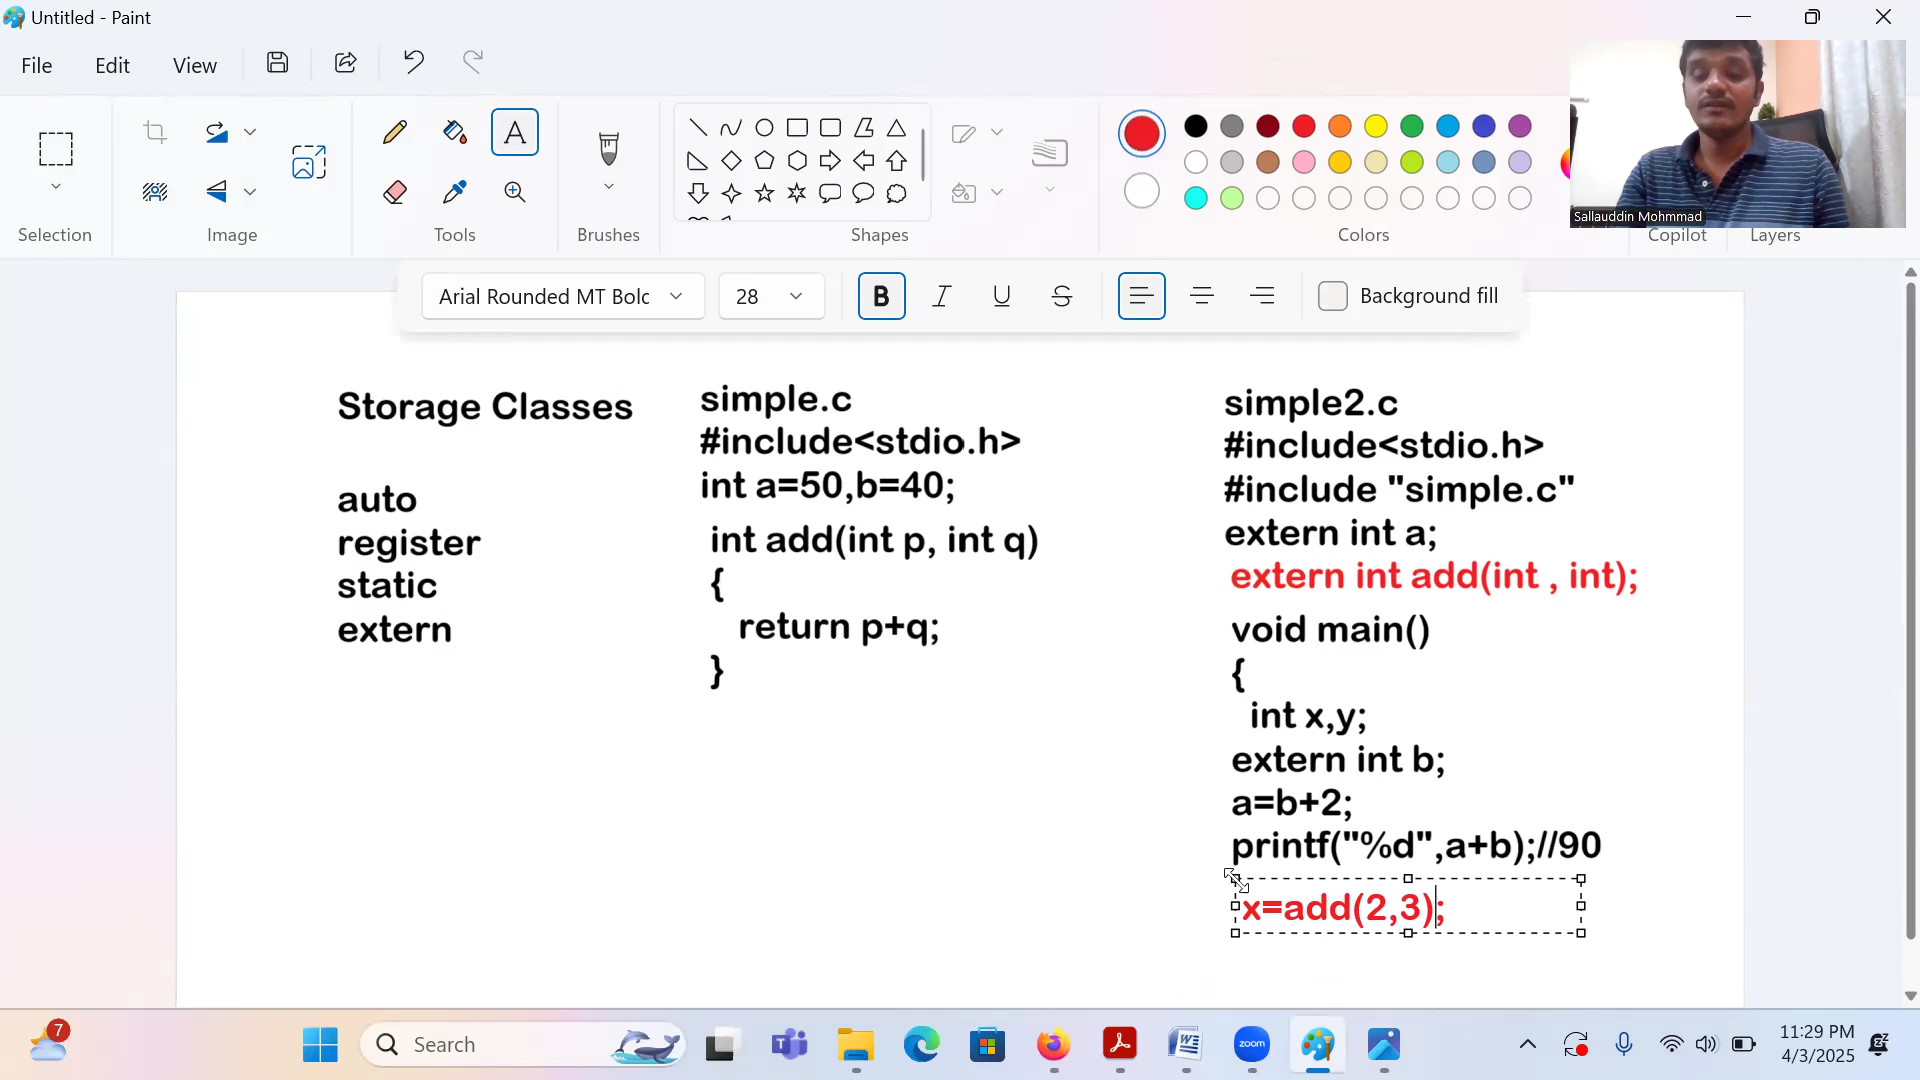 Untitled - Paint
File
Edit
View
Selection
Image
Tools
Brushes
Shapes
Colors
Copilot
Layers
Sallauddin Mohmmad
Arial Rounded MT Bolc
28
B
Background fill
Storage Classes
auto
register
static
extern
simple.c
#include<stdio.h>
int a=50,b=40;
int add(int p, int q)
{
return p+q;
}
simple2.c
#include<stdio.h>
#include "simple.c"
extern int a;
extern int add(int , int);
void main()
{
int x,y;
extern int b;
a=b+2;
printf("%d",a+b);//90
x=add(2,3);
7
Search
zoom
11:29 PM
4/3/2025